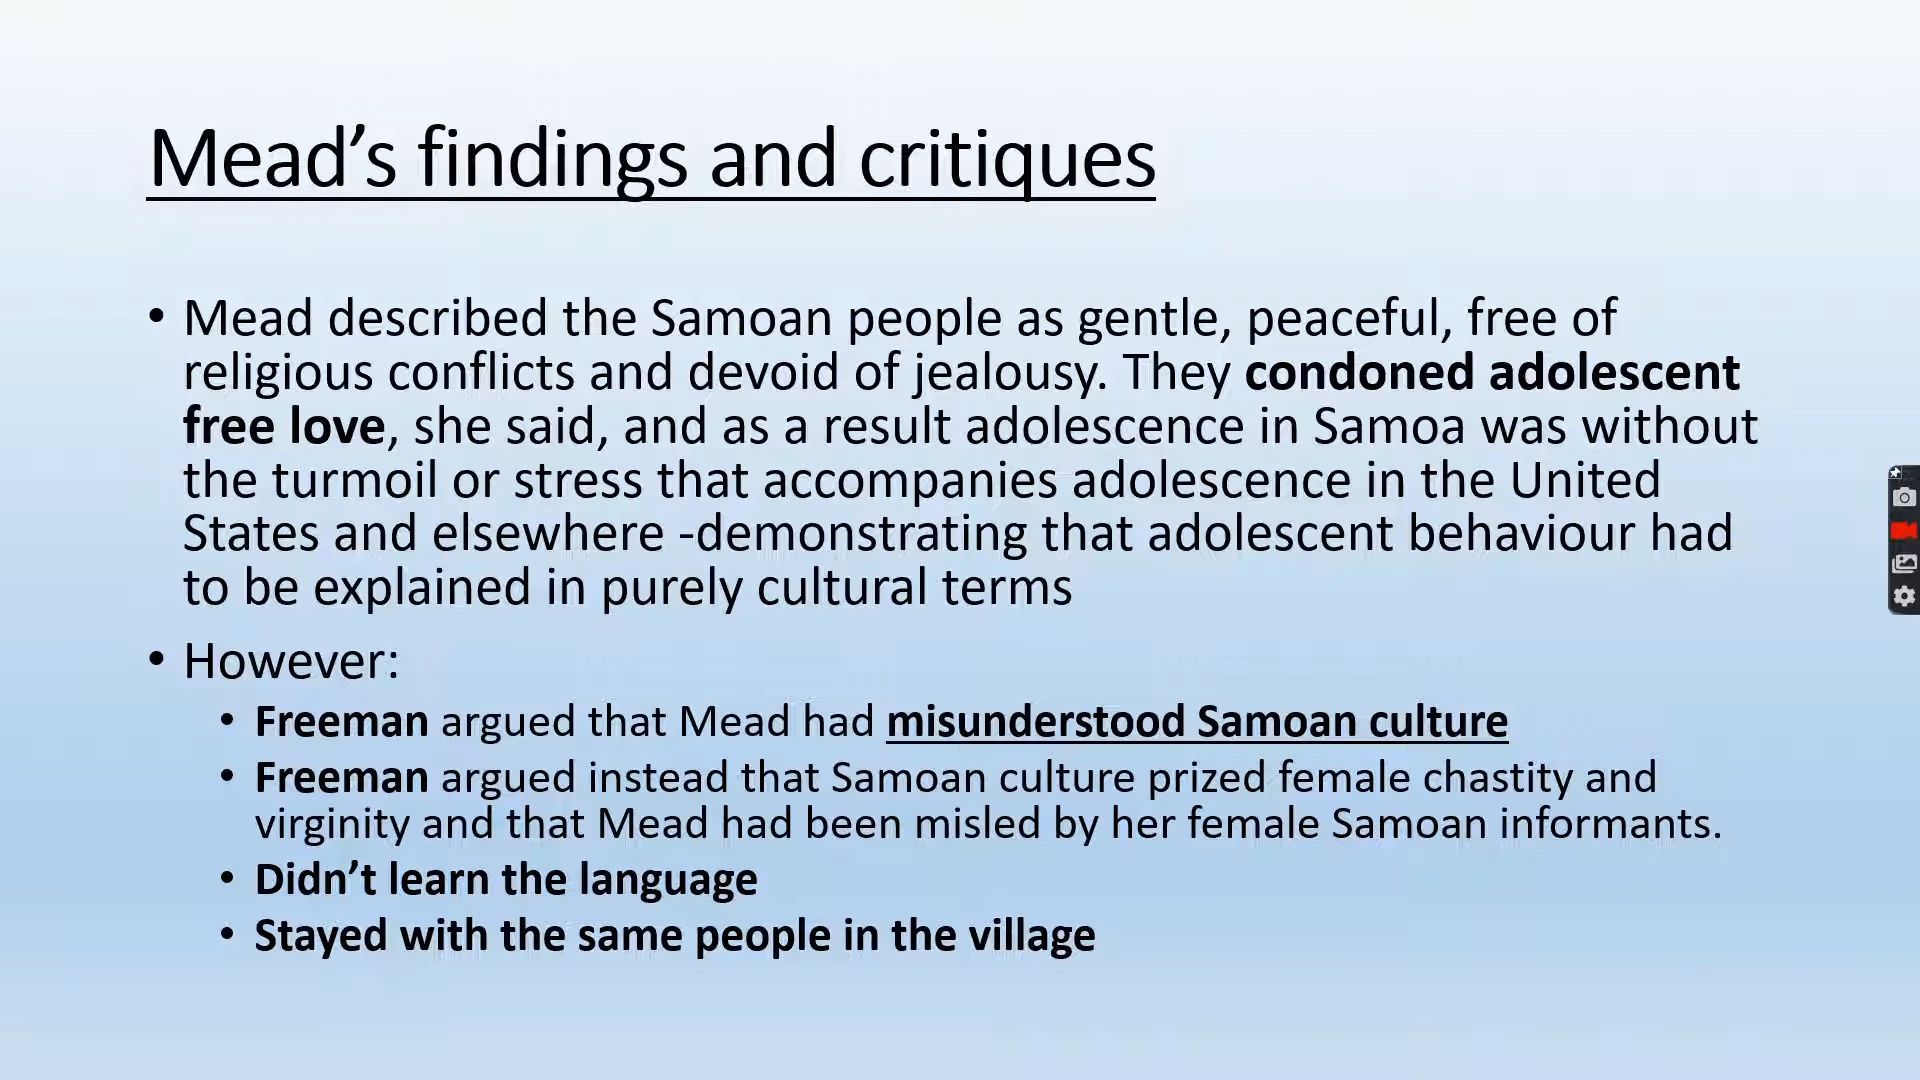 Mead’s findings and critiques
• Mead described the Samoan people as gentle, peaceful, free of
religious conflicts and devoid of jealousy. They condoned adolescent
free love, she said, and as a result adolescence in Samoa was without
the turmoil or stress that accompanies adolescence in the United
States and elsewhere -demonstrating that adolescent behaviour had
to be explained in purely cultural terms
• However:
• Freeman argued that Mead had misunderstood Samoan culture
• Freeman argued instead that Samoan culture prized female chastity and
virginity and that Mead had been misled by her female Samoan informants.
• Didn’t learn the language
• Stayed with the same people in the village